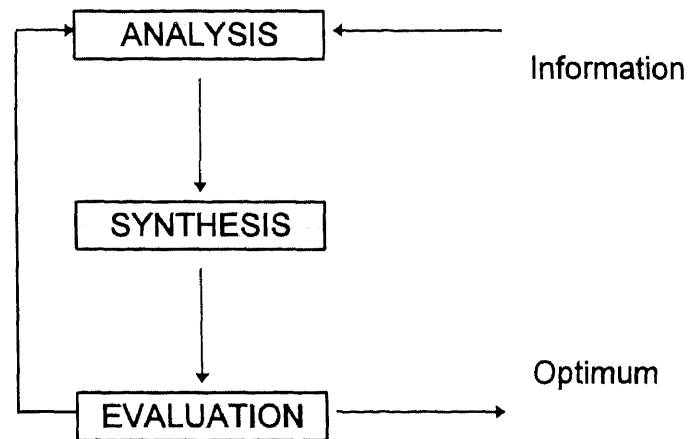 ANALYSIS
Information
SYNTHESIS
Optimum
EVALUATION